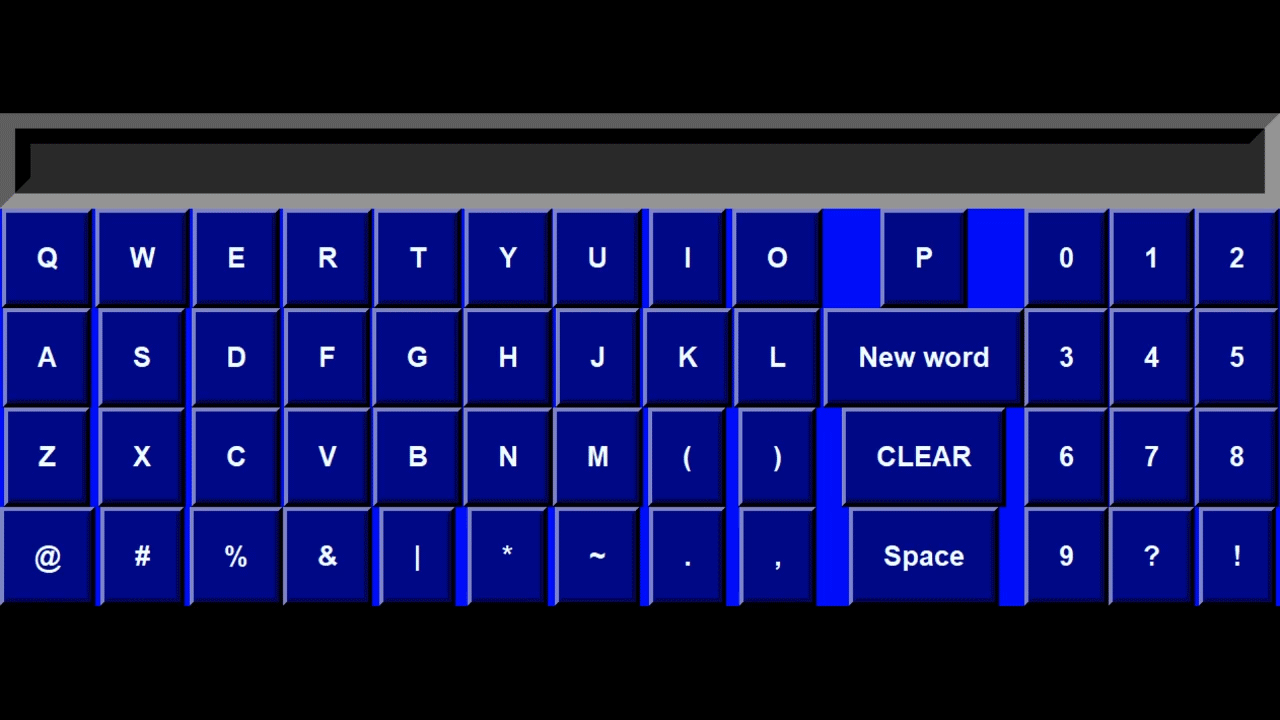 Q W E R T Y U I O P 0 1 2
A S D F G H J K L New word 3 4 5
Z X C V B N M ( ) CLEAR 6 7 8
@ # % & | * ~ . , Space 9 ? !